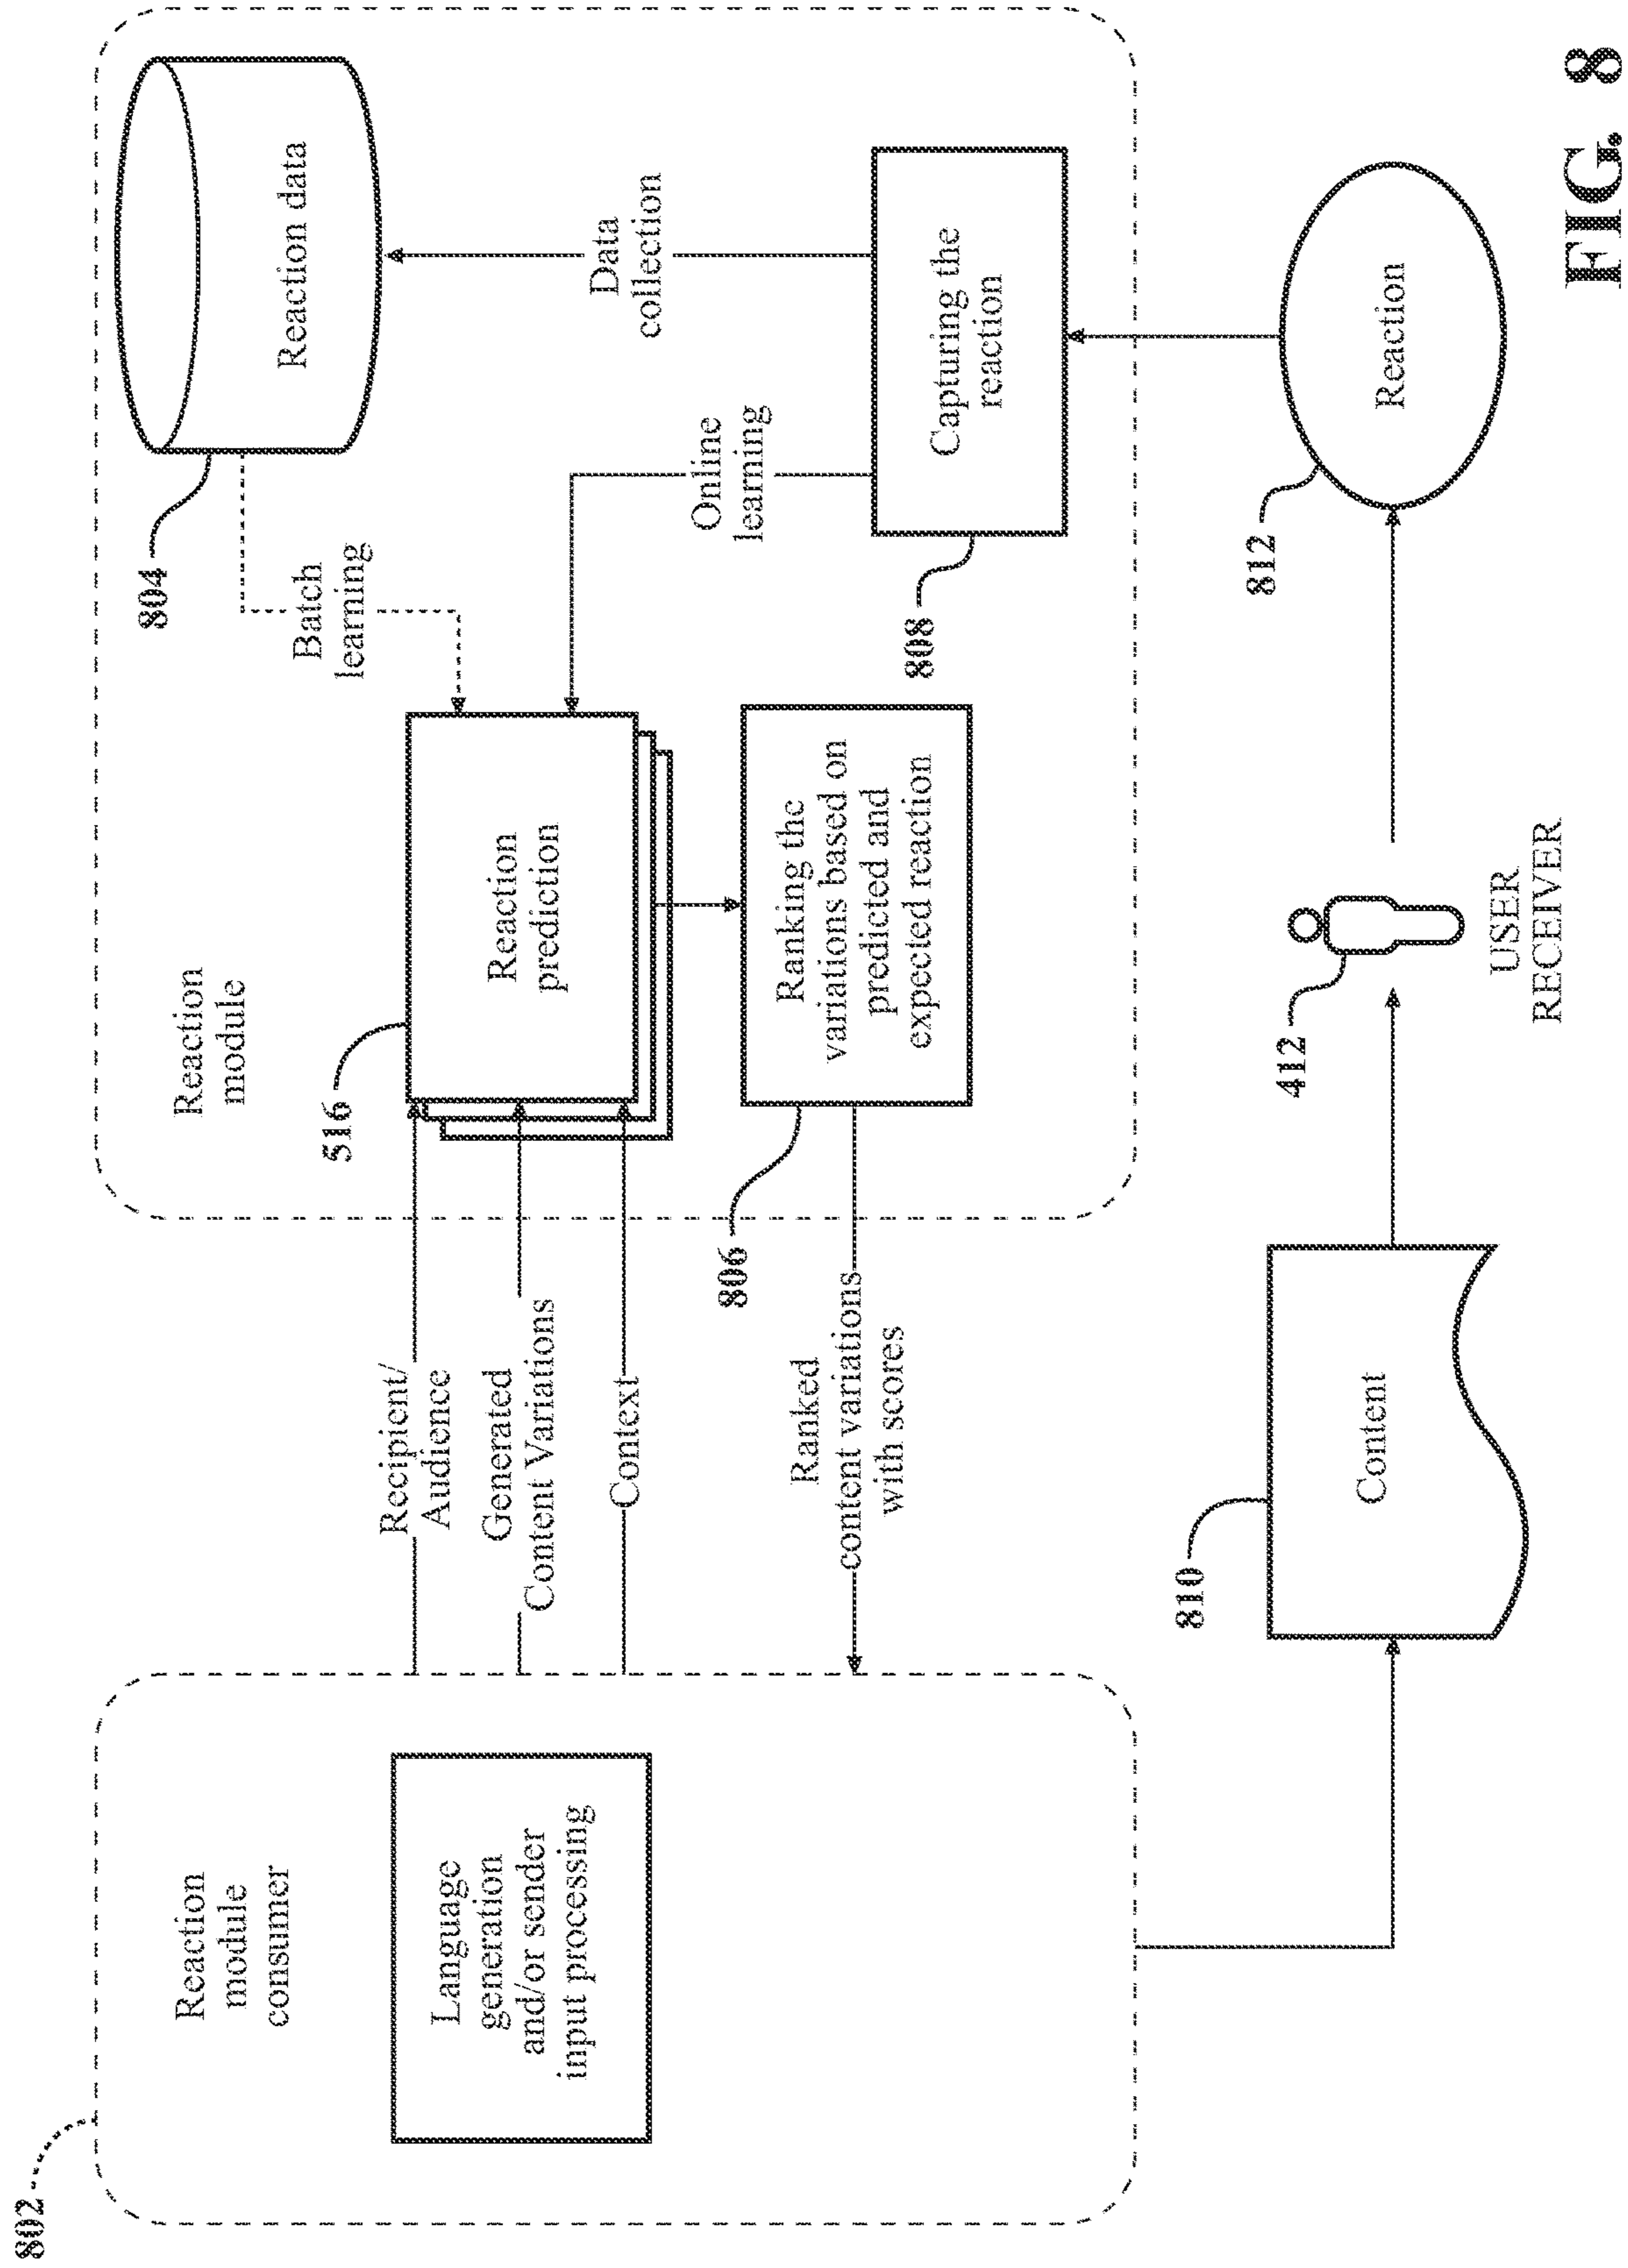 802
Reaction
module
consumer
Language
generation
and/or sender
input processing
Recipient/
Audience
Generated
Content Variations
Context
Ranked
content variations
with scores
Reaction
module
516
Reaction
prediction
806
Ranking the
variations based on
predicted and
expected reaction
Batch
learning
804
Reaction data
Online
learning
Data
collection
808
Capturing the
reaction
810
Content
412
USER
RECEIVER
812
Reaction
FIG. 8